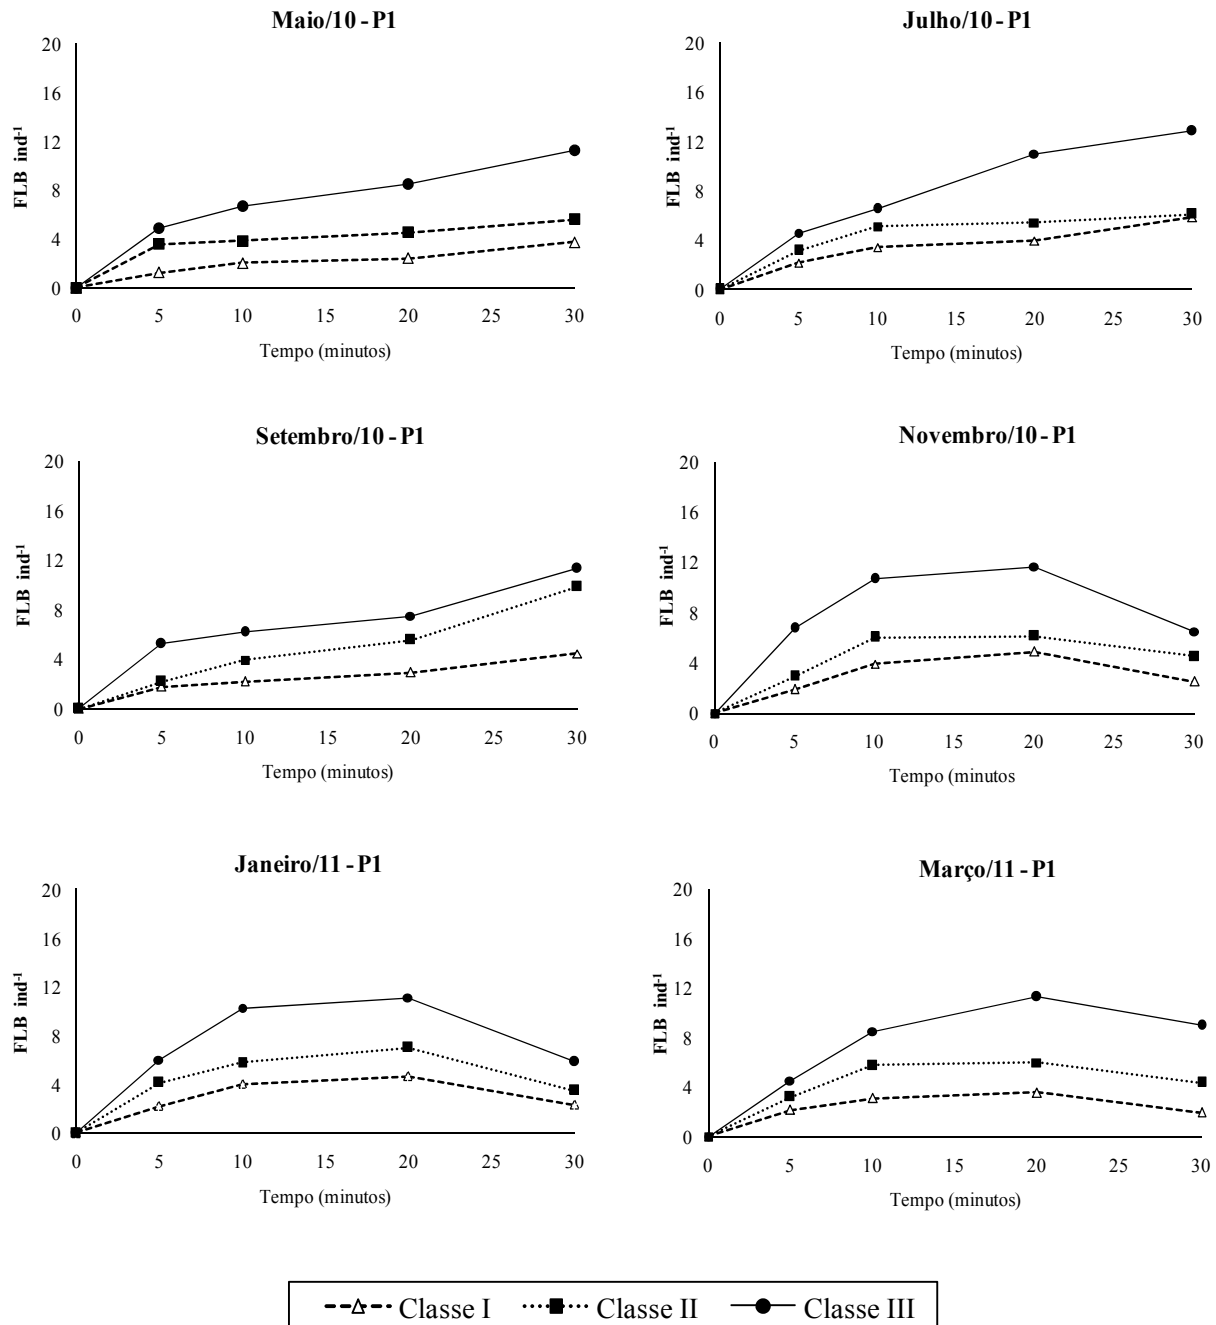 Maio/10 - P1
20
16
12
8
4
0
FLB ind-1
0 5 10 15 20 25 30
Tempo (minutos)
Julho/10 - P1
20
16
12
8
4
0
FLB ind-1
0 5 10 15 20 25 30
Tempo (minutos)
Setembro/10 - P1
20
16
12
8
4
0
FLB ind-1
0 5 10 15 20 25 30
Tempo (minutos)
Novembro/10 - P1
20
16
12
8
4
0
FLB ind-1
0 5 10 15 20 25 30
Tempo (minutos
Janeiro/11 - P1
20
16
12
8
4
0
FLB ind-1
0 5 10 15 20 25 30
Tempo (minutos)
Março/11 - P1
20
16
12
8
4
0
FLB ind-1
0 5 10 15 20 25 30
Tempo (minutos)
Classe I Classe II Classe III